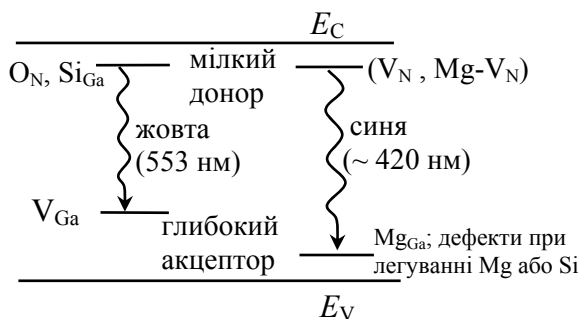 E_C
O_N, Si_Ga
мілкий
донор
(V_N , Mg-V_N)
жовта
(553 нм)
синя
(~ 420 нм)
V_Ga
глибокий
акцептор
Mg_Ga; дефекти при
легуванні Mg або Si
E_V